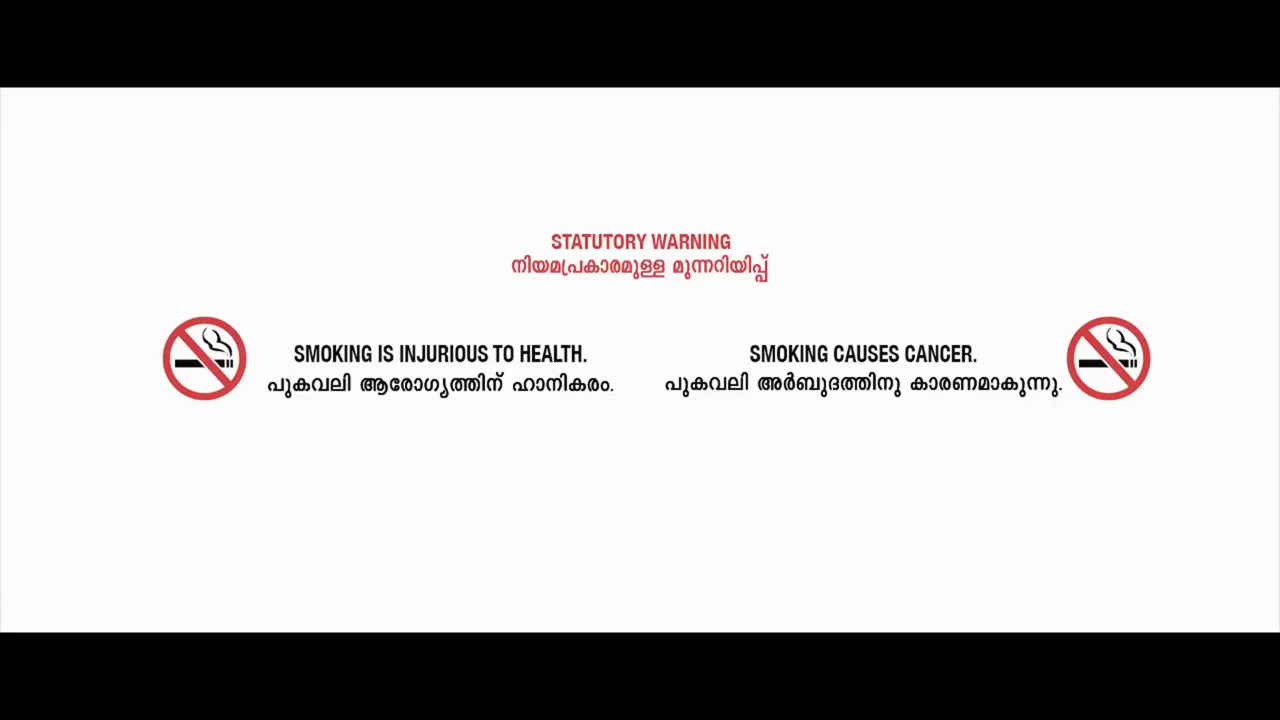 STATUTORY WARNING
നിയമപ്രകാരമുള്ള മുന്നറിയിപ്പ്
SMOKING IS INJURIOUS TO HEALTH.
പുകവലി ആരോഗ്യത്തിന് ഹാനികരം.
SMOKING CAUSES CANCER.
പുകവലി അർബുദത്തിനു കാരണമാകുന്നു.